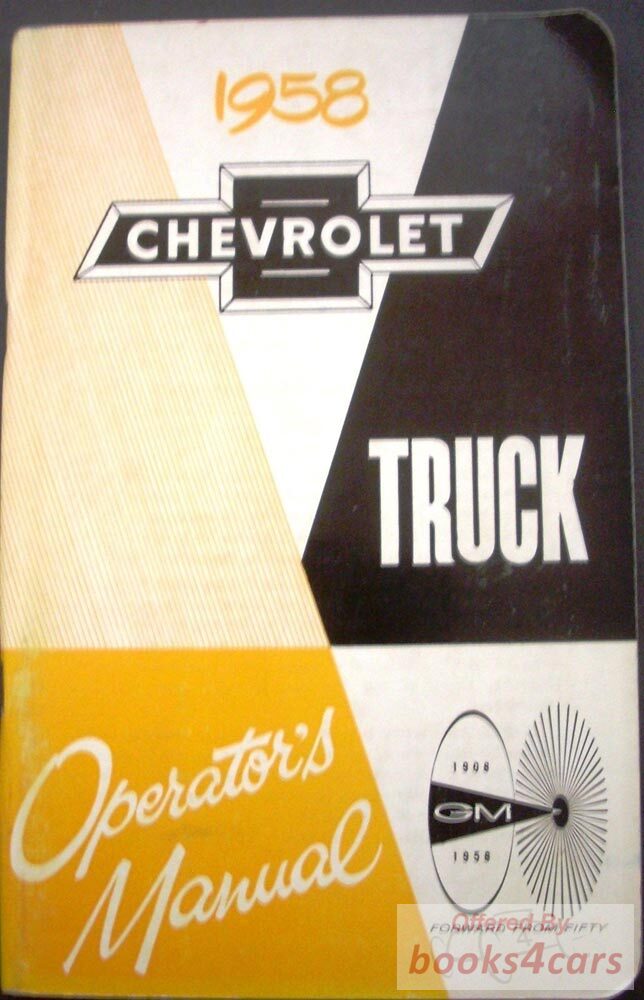 1958
CHEVROLET
TRUCK
Operator's
Manual
1908
GM
1958
FORWARD FROM FIFTY
Offered By
books4cars